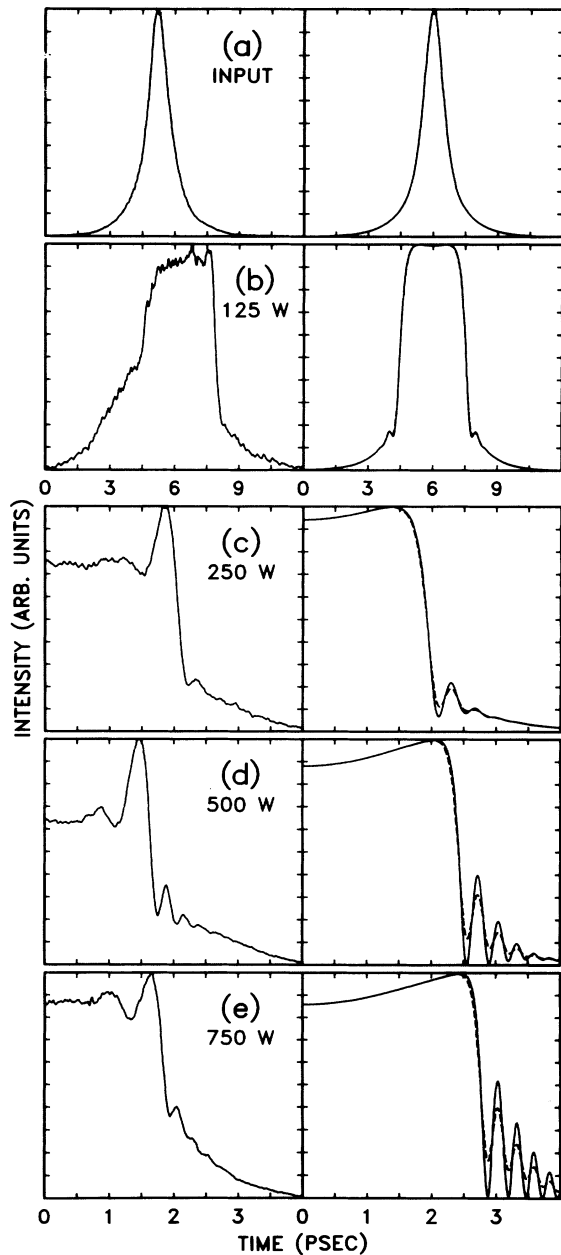 (a)
INPUT
(b)
125 W
0 3 6 9 0 3 6 9
(c)
250 W
(d)
500 W
(e)
750 W
0 1 2 3 0 1 2 3
INTENSITY (ARB. UNITS)
TIME (PSEC)